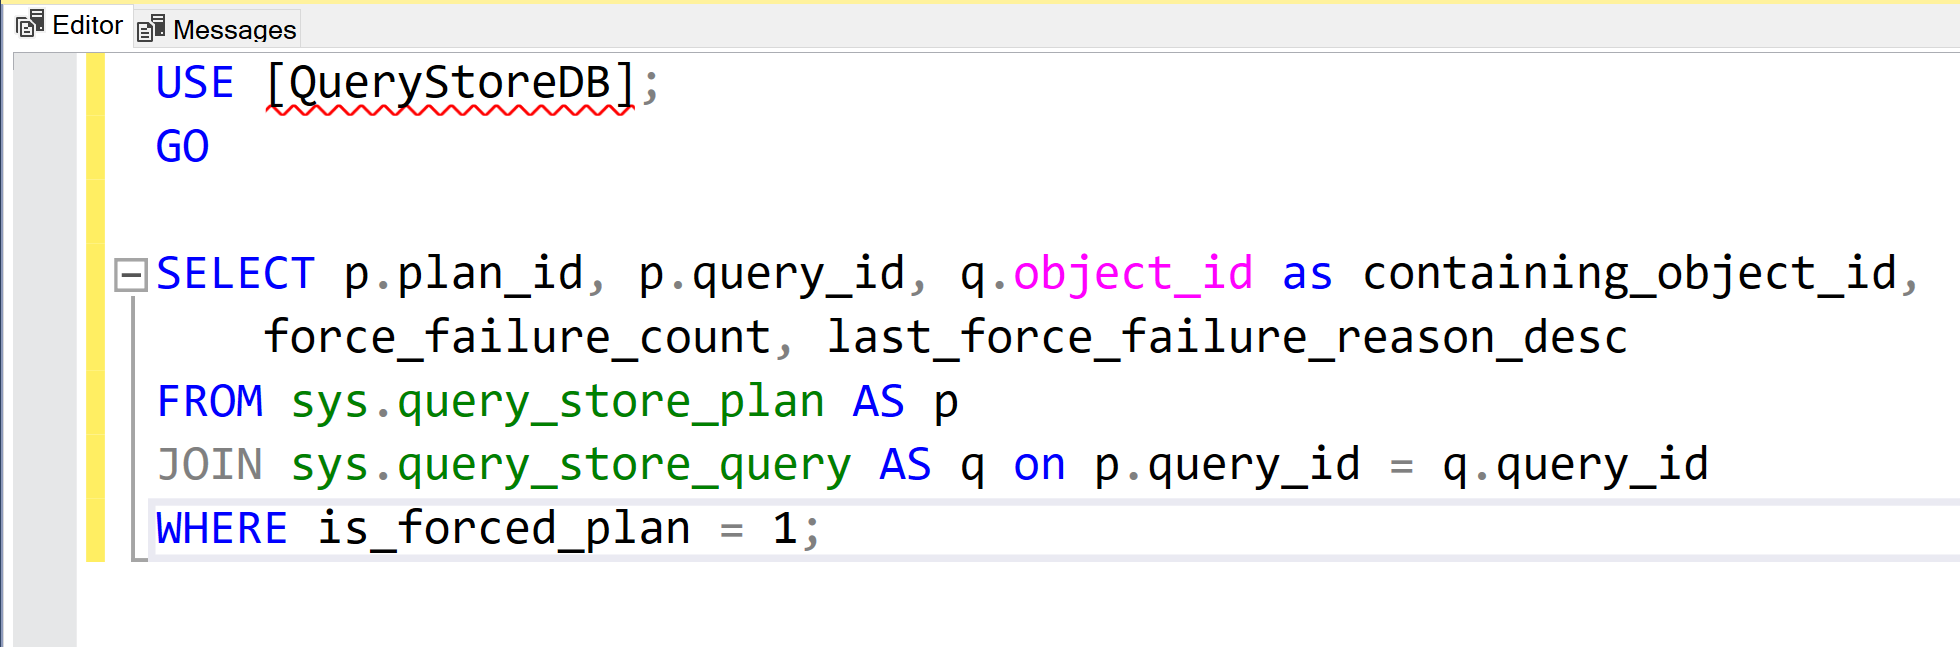 Editor Messages
USE [QueryStoreDB];
GO
SELECT p.plan_id, p.query_id, q.object_id as containing_object_id,
force_failure_count, last_force_failure_reason_desc
FROM sys.query_store_plan AS p
JOIN sys.query_store_query AS q on p.query_id = q.query_id
WHERE is_forced_plan = 1;